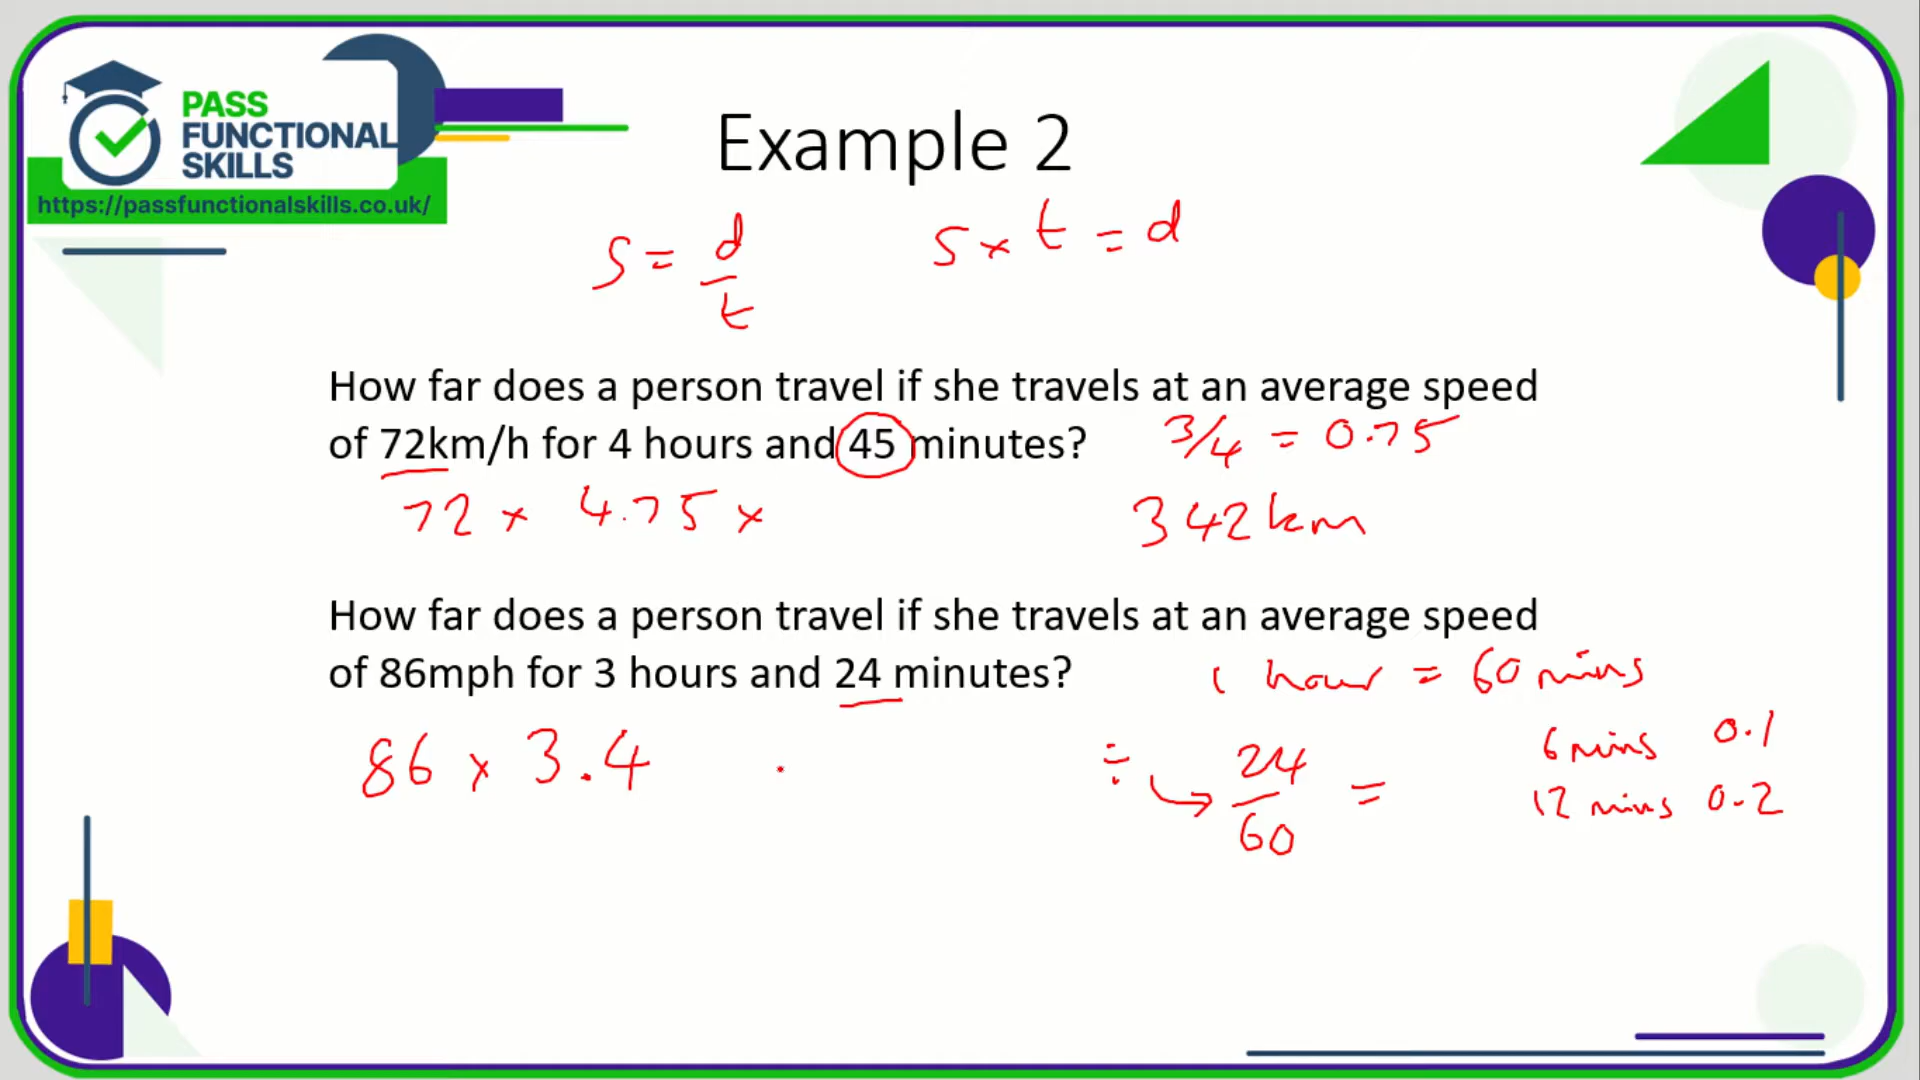 PASS
FUNCTIONAL
SKILLS
https://passfunctionalskills.co.uk/
Example 2
s = d/t
s × t = d
How far does a person travel if she travels at an average speed
of 72km/h for 4 hours and 45 minutes?
3/4 = 0.75
72 × 4.75 ×
342km
How far does a person travel if she travels at an average speed
of 86mph for 3 hours and 24 minutes?
1 hour = 60 mins
86 × 3.4
÷ 24/60 =
6 mins 0.1
12 mins 0.2